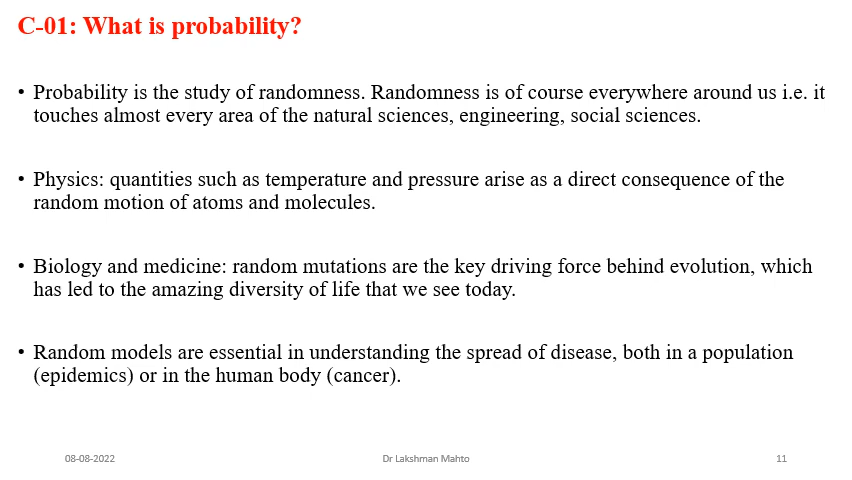 C-01: What is probability?
• Probability is the study of randomness. Randomness is of course everywhere around us i.e. it
touches almost every area of the natural sciences, engineering, social sciences.
• Physics: quantities such as temperature and pressure arise as a direct consequence of the
random motion of atoms and molecules.
• Biology and medicine: random mutations are the key driving force behind evolution, which
has led to the amazing diversity of life that we see today.
• Random models are essential in understanding the spread of disease, both in a population
(epidemics) or in the human body (cancer).
08-08-2022 Dr Lakshman Mahto 11